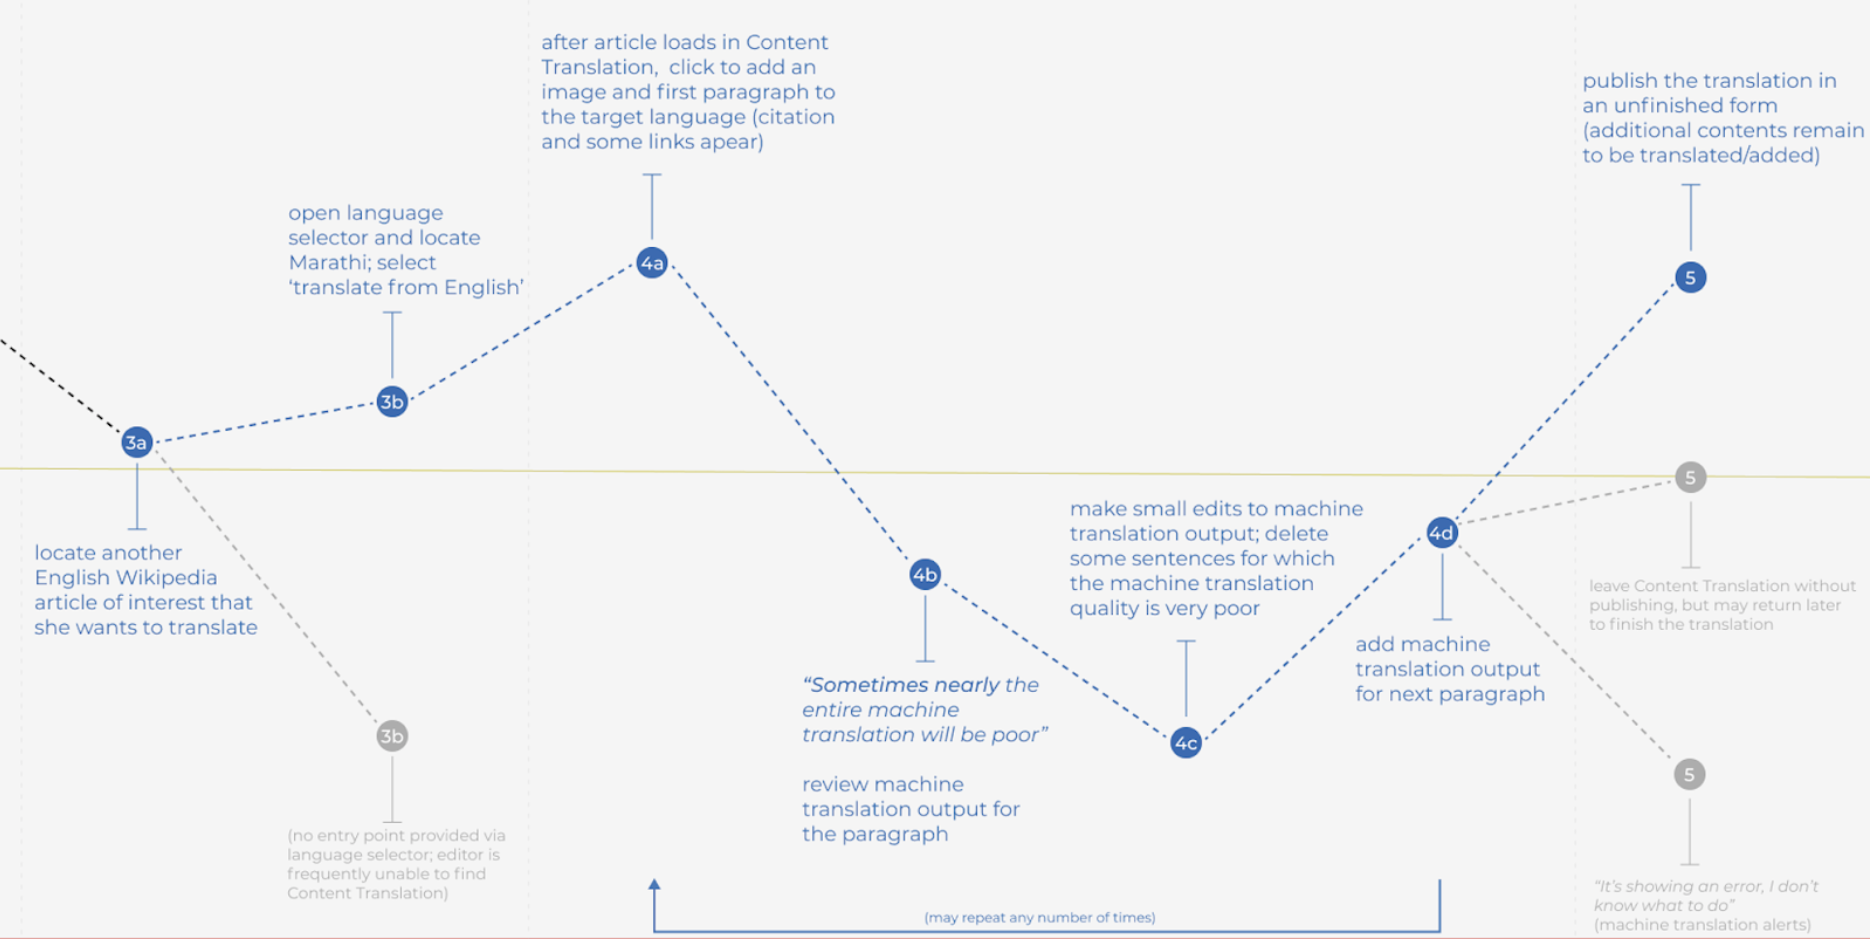 after article loads in Content
Translation,  click to add an
image and first paragraph to
the target language (citation
and some links apear)
publish the translation in
an unfinished form
(additional contents remain
to be translated/added)
open language
selector and locate
Marathi; select
‘translate from English’
4a
5
3b
3a
5
make small edits to machine
translation output; delete
some sentences for which
the machine translation
quality is very poor
4d
locate another
English Wikipedia
article of interest that
she wants to translate
4b
leave Content Translation without
publishing, but may return later
to finish the translation
add machine
translation output
for next paragraph
“Sometimes nearly the
entire machine
translation will be poor”
review machine
translation output for
the paragraph
3b
4c
5
(no entry point provided via
language selector; editor is
frequently unable to find
Content Translation)
“It’s showing an error, I don’t
know what to do”
(machine translation alerts)
(may repeat any number of times)